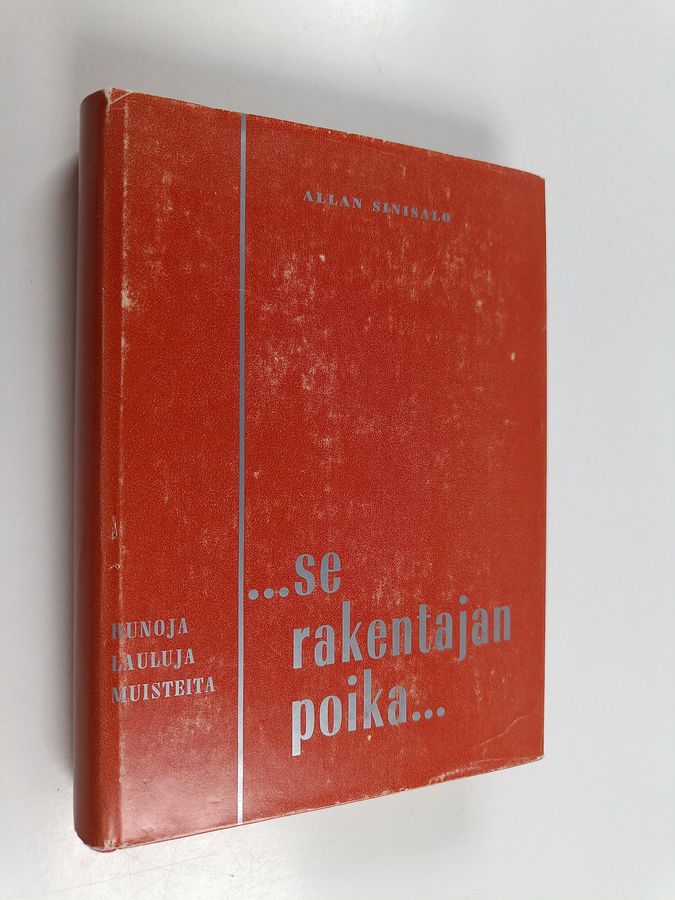 ALLAN SINISALO
...se
rakentajan
poika...
RUNOJA
LAULUJA
MUISTEITA